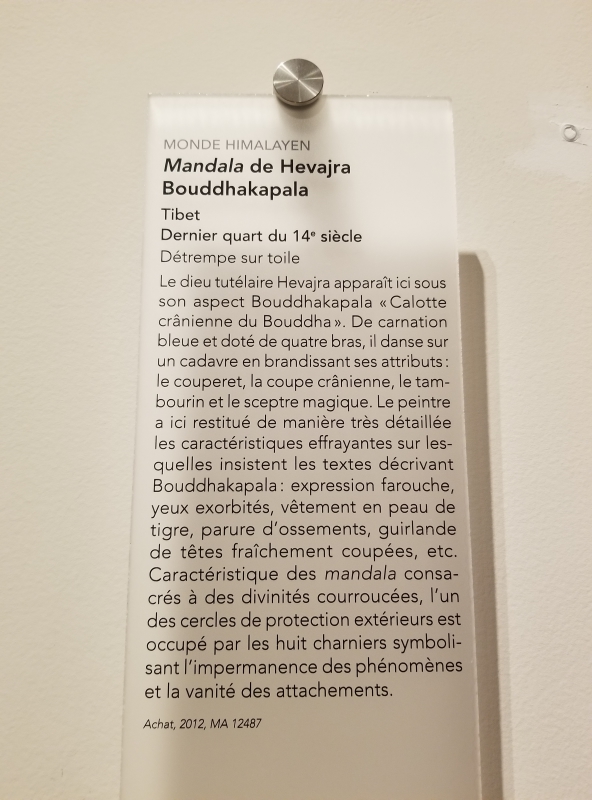 MONDE HIMALAYEN
Mandala de Hevajra
Bouddhakapala
Tibet
Dernier quart du 14e siècle
Détrempe sur toile
Le dieu tutélaire Hevajra apparaît ici sous
son aspect Bouddhakapala « Calotte
crânienne du Bouddha ». De carnation
bleue et doté de quatre bras, il danse sur
un cadavre en brandissant ses attributs :
le couperet, la coupe crânienne, le tam-
bourin et le sceptre magique. Le peintre
a ici restitué de manière très détaillée
les caractéristiques effrayantes sur les-
quelles insistent les textes décrivant
Bouddhakapala : expression farouche,
yeux exorbités, vêtement en peau de
tigre, parure d'ossements, guirlande
de têtes fraîchement coupées, etc.
Caractéristique des mandala consa-
crés à des divinités courroucées, l'un
des cercles de protection extérieurs est
occupé par les huit charniers symboli-
sant l'impermanence des phénomènes
et la vanité des attachements.
Achat, 2012, MA 12487